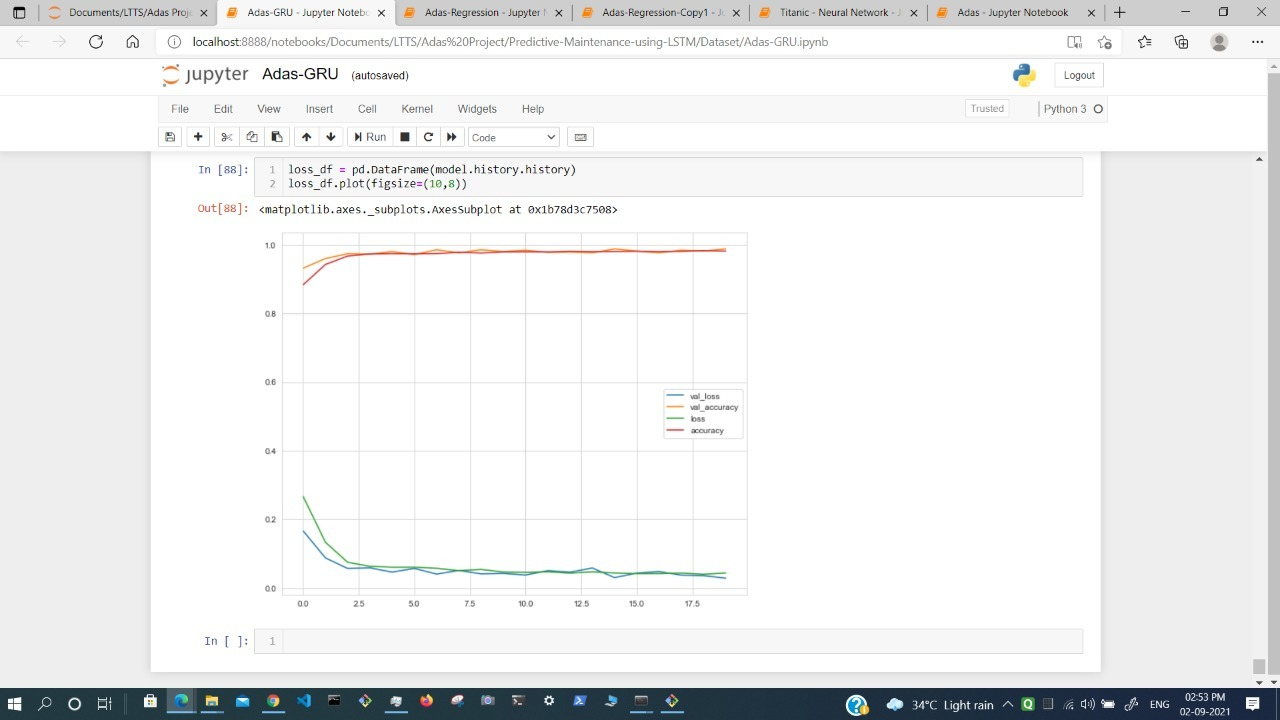 Documents/LTTS/Adas Proje
Adas-GRU - Jupyter Notebo
Adas-Regression - Jupyter N
Adas-Regression-Copy1 - Ju
Titanic - Neural Network - J
Adas - Jupyter Notebook
localhost:8888/notebooks/Documents/LTTS/Adas%20Project/Predictive-Maintenance-using-LSTM/Dataset/Adas-GRU.ipynb
jupyter Adas-GRU (autosaved)
Logout
File Edit View Insert Cell Kernel Widgets Help
Trusted
Python 3
Run
Code
In [88]:
1 loss_df = pd.DataFrame(model.history.history)
2 loss_df.plot(figsize=(10,8))
Out[88]: <matplotlib.axes._subplots.AxesSubplot at 0x1b78d3c7508>
1.0
0.8
0.6
0.4
0.2
0.0
val_loss
val_accuracy
loss
accuracy
0.0 2.5 5.0 7.5 10.0 12.5 15.0 17.5
In [ ]: 1
34°C Light rain
ENG
02:53 PM
02-09-2021